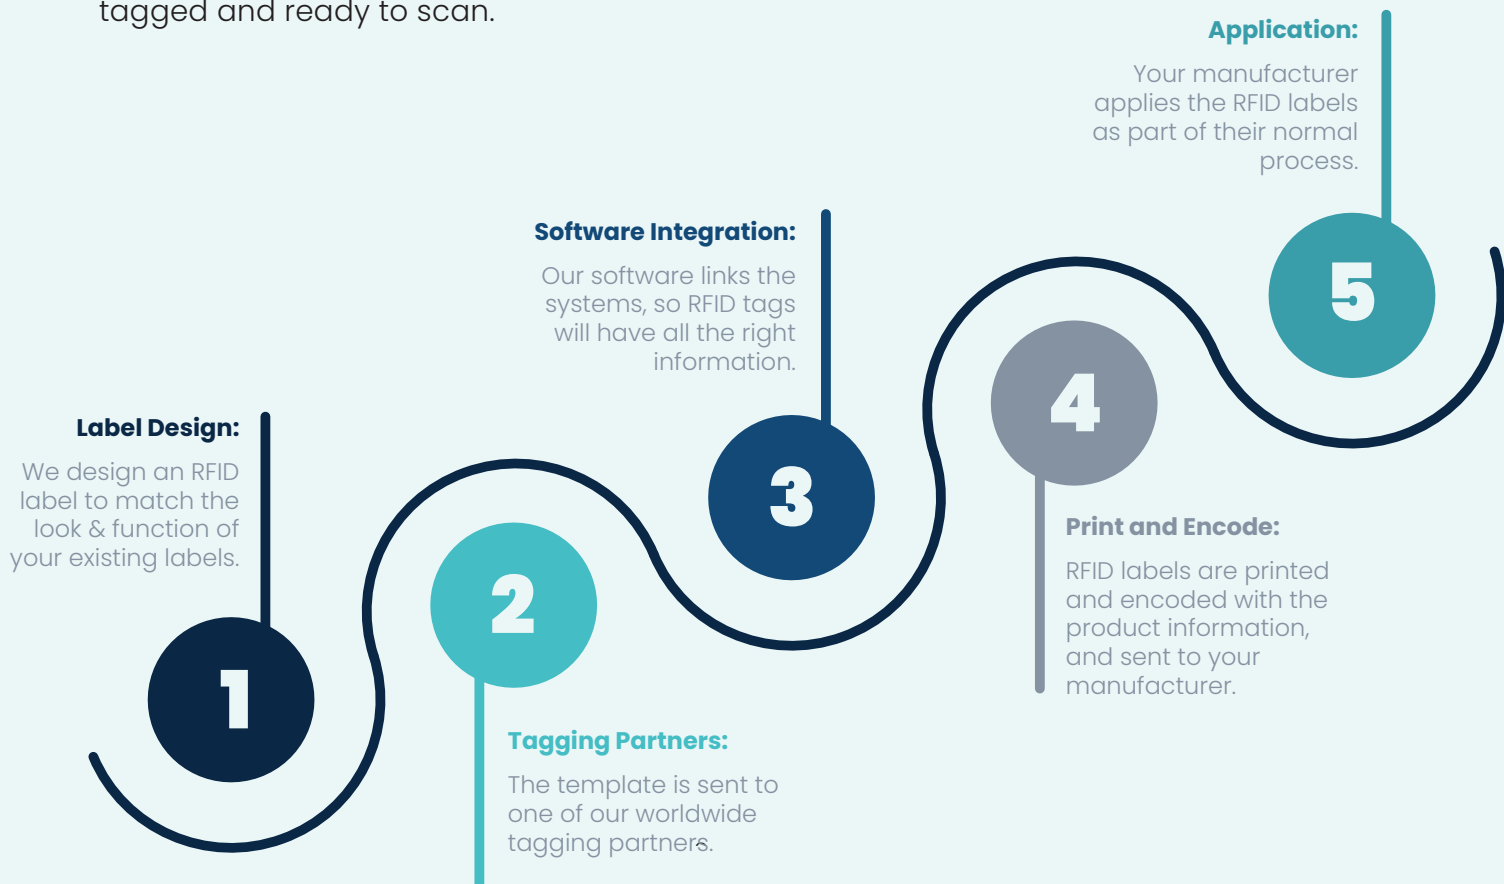 tagged and ready to scan.
Label Design:
We design an RFID
label to match the
look & function of
your existing labels.
1
2
Tagging Partners:
The template is sent to
one of our worldwide
tagging partners.
Software Integration:
Our software links the
systems, so RFID tags
will have all the right
information.
3
4
Print and Encode:
RFID labels are printed
and encoded with the
product information,
and sent to your
manufacturer.
Application:
Your manufacturer
applies the RFID labels
as part of their normal
process.
5